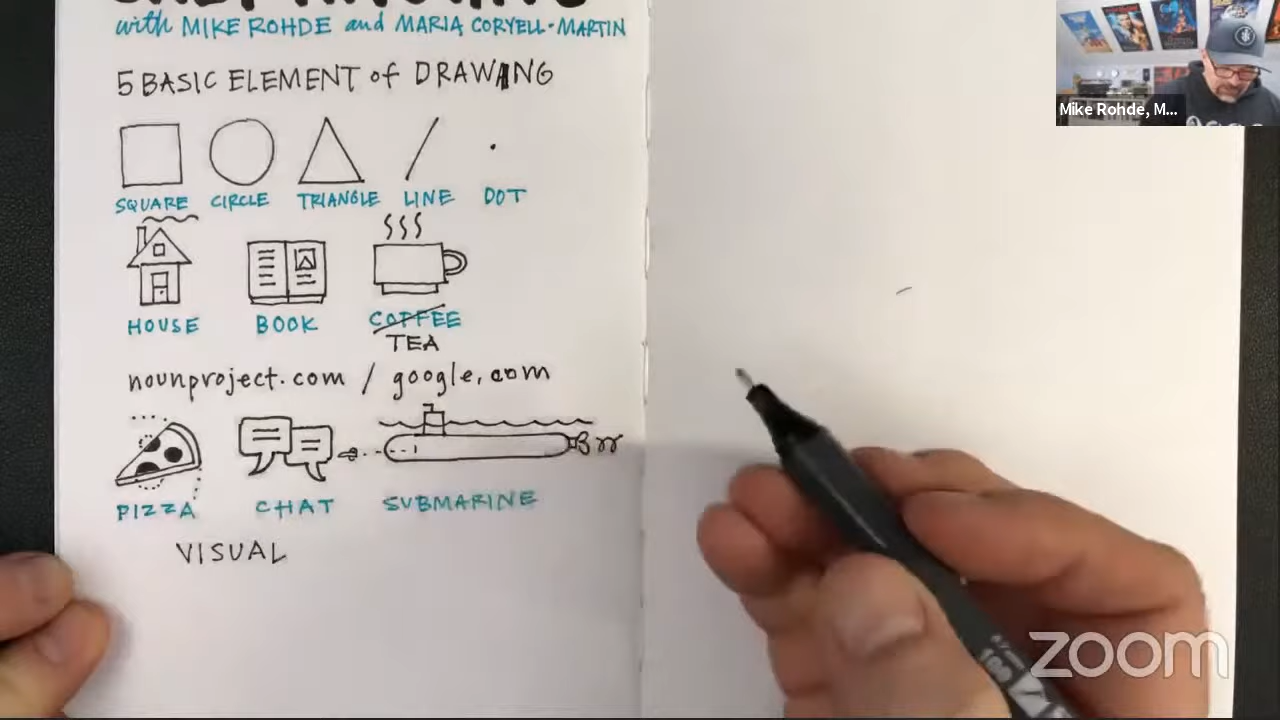 with MIKE ROHDE and MARIA CORYELL-MARTIN
5 BASIC ELEMENT of DRAWING
SQUARE CIRCLE TRIANGLE LINE DOT
HOUSE BOOK COFFEE
TEA
nounproject.com / google.com
PIZZA CHAT SUBMARINE
VISUAL
Mike Rohde, M...
zoom